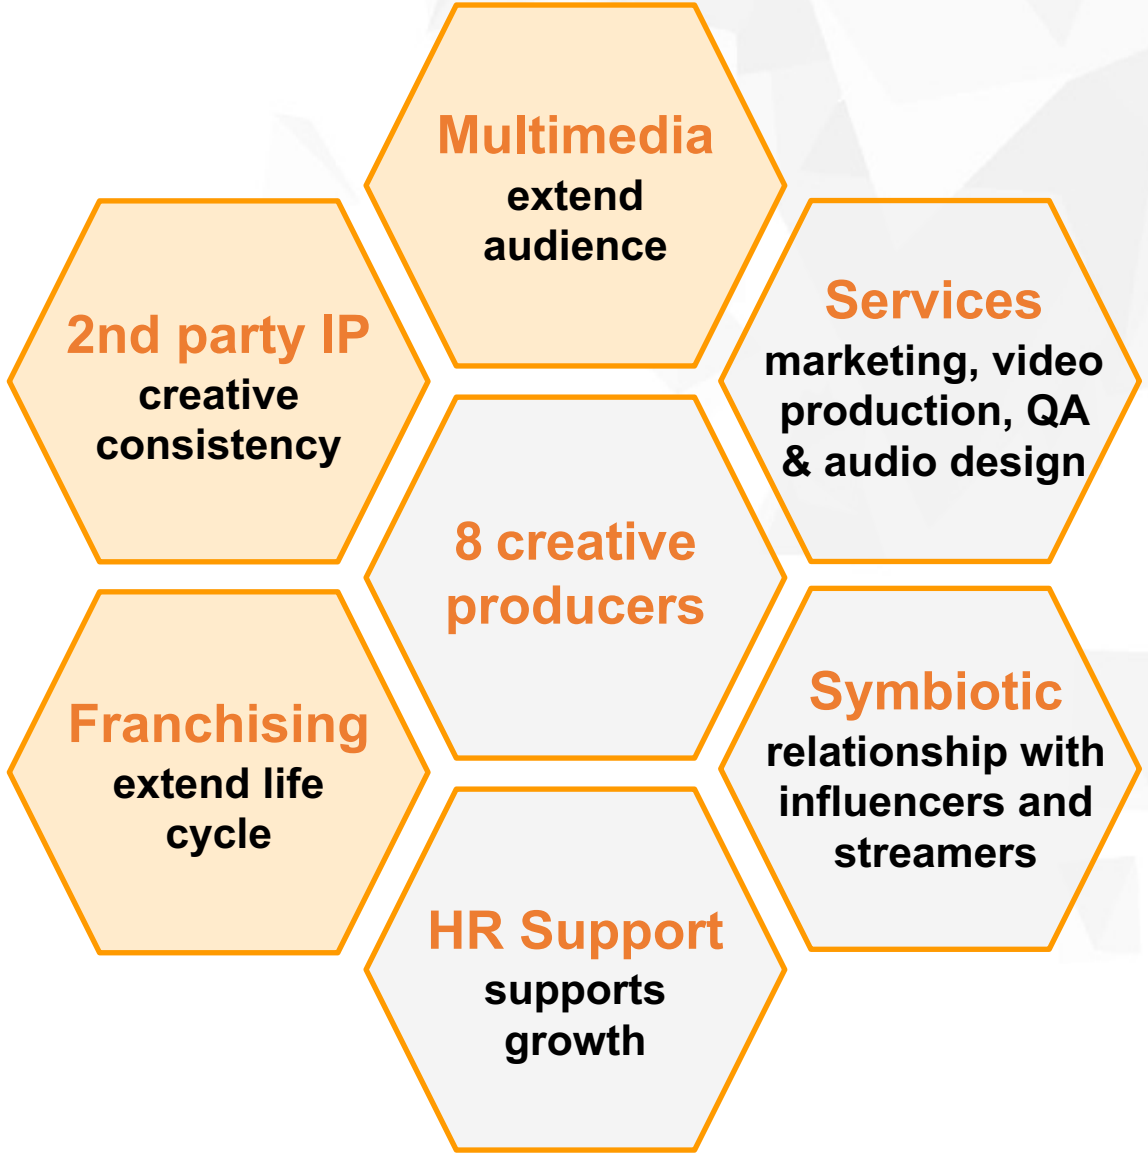 Multimedia
extend
audience
2nd party IP
creative
consistency
Services
marketing, video
production, QA
& audio design
8 creative
producers
Franchising
extend life
cycle
Symbiotic
relationship with
influencers and
streamers
HR Support
supports
growth